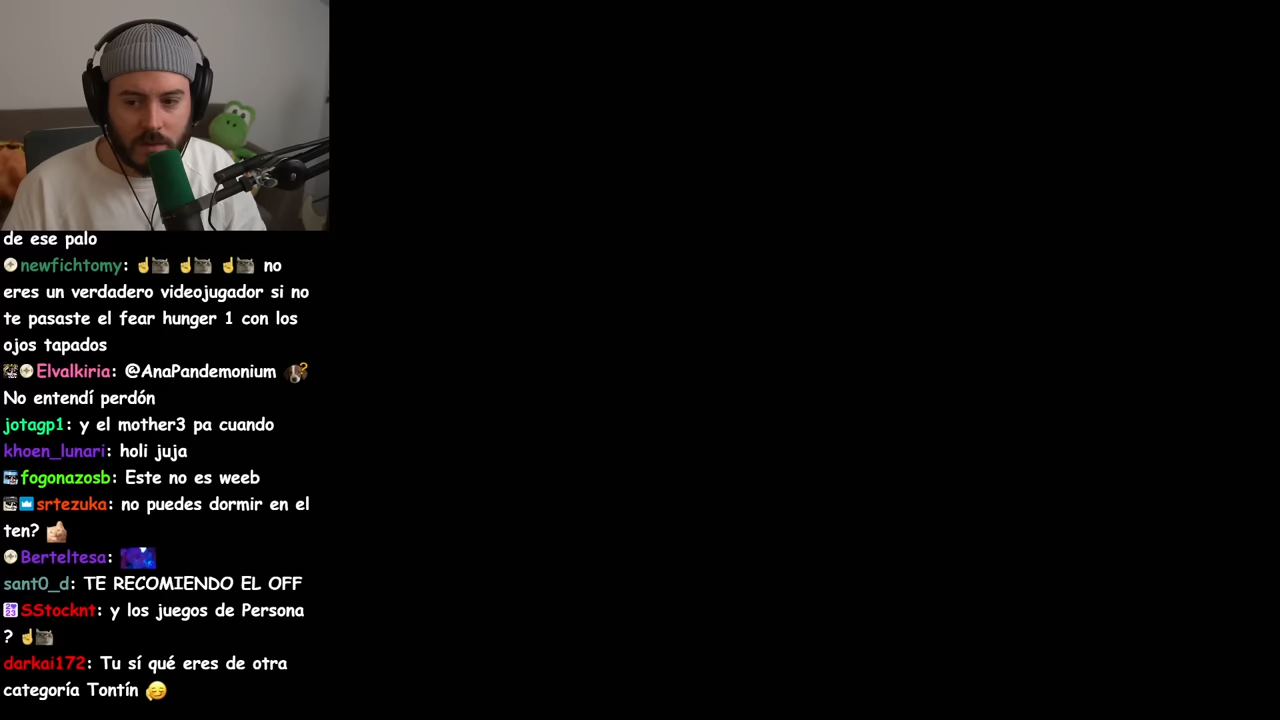 de ese palo
newfichtomy: no
eres un verdadero videojugador si no
te pasaste el fear hunger 1 con los
ojos tapados
Elvalkiria: @AnaPandemonium
No entendí perdón
jotagp1: y el mother3 pa cuando
khoen_lunari: holi juja
fogonazosb: Este no es weeb
srtezuka: no puedes dormir en el
ten?
Berteltesa:
sant0_d: TE RECOMIENDO EL OFF
SStocknt: y los juegos de Persona
?
darkai172: Tu sí qué eres de otra
categoría Tontín